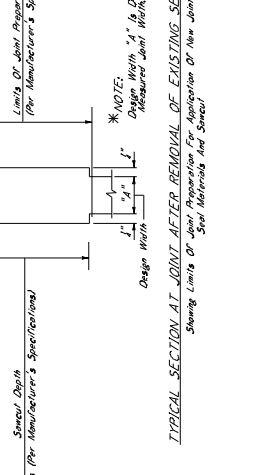 Limits Of Joint Prepar
(Per Manufacturer's Sp
Sawcut Depth
(Per Manufacturer's Specifications)
"A"
Design Width
*NOTE:
Design Width "A" Is D
Measured Joint Width
TYPICAL SECTION AT JOINT AFTER REMOVAL OF EXISTING SE
Showing Limits Of Joint Preparation For Application Of New Joint
Seal Materials And Sawcut